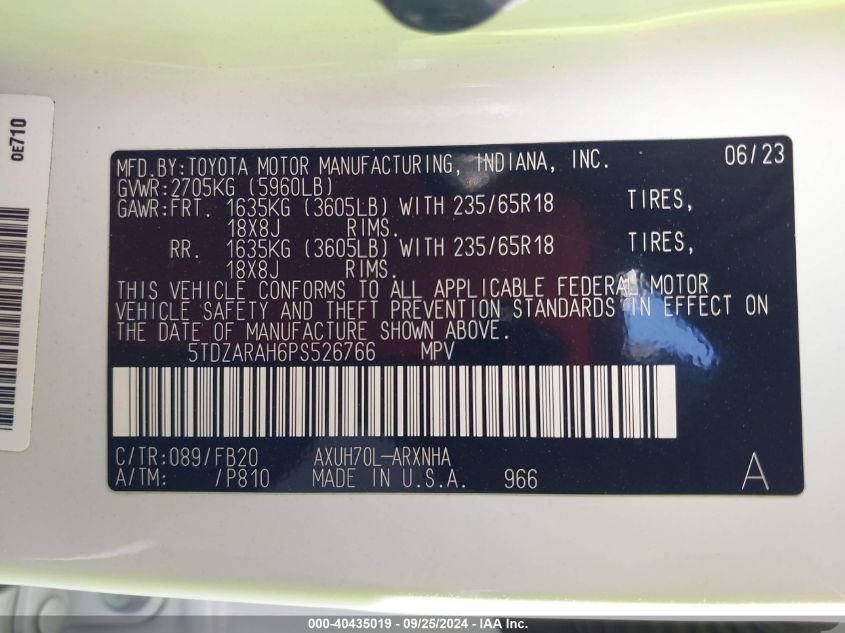 0E710
MFD.BY:TOYOTA MOTOR MANUFACTURING, INDIANA, INC. 06/23
GVWR:2705KG (5960LB)
GAWR:FRT. 1635KG (3605LB) WITH 235/65R18 TIRES,
18X8J RIMS.
RR. 1635KG (3605LB) WITH 235/65R18 TIRES,
18X8J RIMS.
THIS VEHICLE CONFORMS TO ALL APPLICABLE FEDERAL MOTOR
VEHICLE SAFETY AND THEFT PREVENTION STANDARDS IN EFFECT ON
THE DATE OF MANUFACTURE SHOWN ABOVE.
5TDZARAH6PS526766 MPV
C/TR:089/FB20 AXUH70L-ARXNHA
A/TM: /P810 MADE IN U.S.A. 966 A
000-40435019 - 09/25/2024 - IAA Inc.